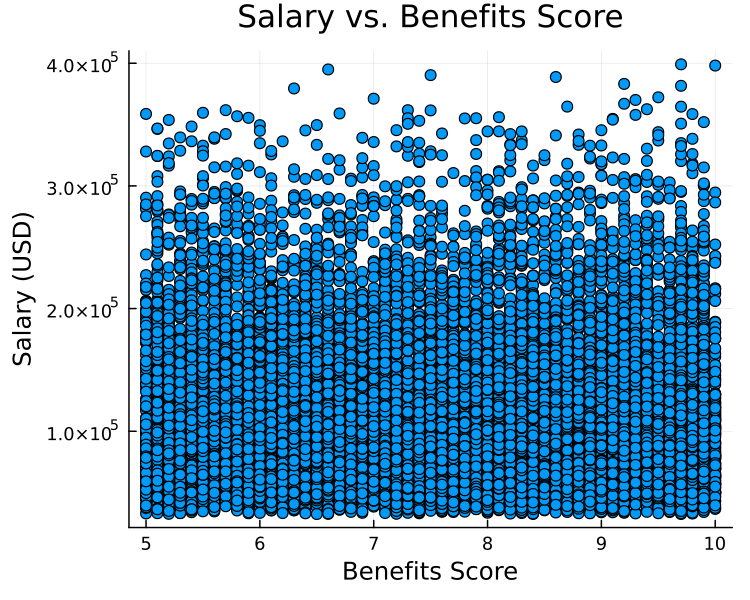 Salary vs. Benefits Score
4.0×10⁵
3.0×10⁵
2.0×10⁵
1.0×10⁵
Salary (USD)
5 6 7 8 9 10
Benefits Score